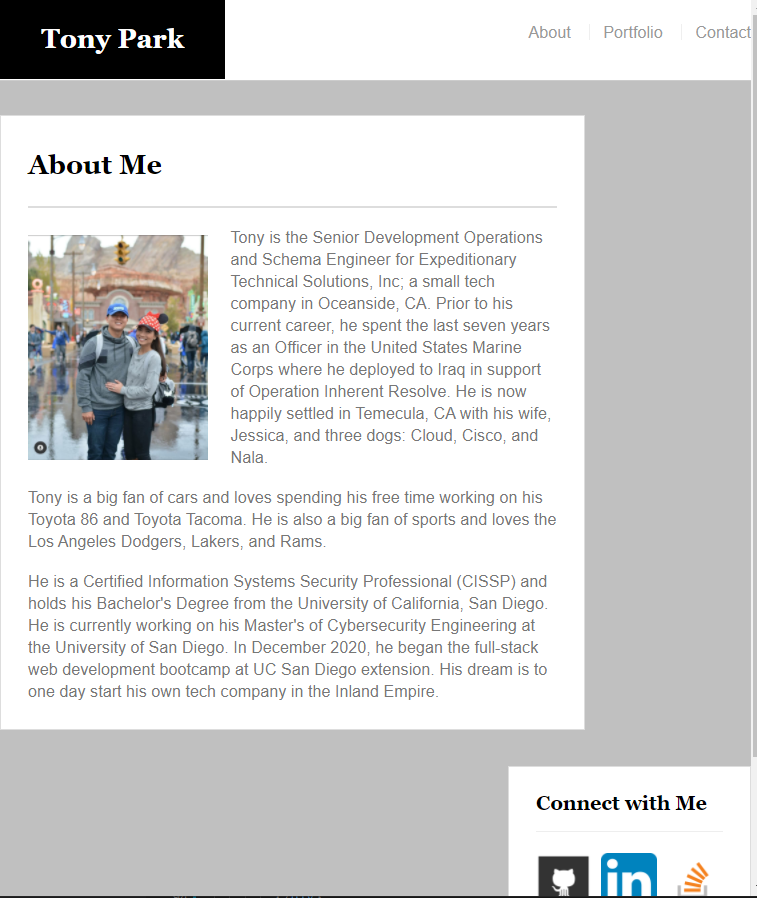 Tony Park
About
Portfolio
Contact
About Me
Tony is the Senior Development Operations
and Schema Engineer for Expeditionary
Technical Solutions, Inc; a small tech
company in Oceanside, CA. Prior to his
current career, he spent the last seven years
as an Officer in the United States Marine
Corps where he deployed to Iraq in support
of Operation Inherent Resolve. He is now
happily settled in Temecula, CA with his wife,
Jessica, and three dogs: Cloud, Cisco, and
Nala.
Tony is a big fan of cars and loves spending his free time working on his
Toyota 86 and Toyota Tacoma. He is also a big fan of sports and loves the
Los Angeles Dodgers, Lakers, and Rams.
He is a Certified Information Systems Security Professional (CISSP) and
holds his Bachelor's Degree from the University of California, San Diego.
He is currently working on his Master's of Cybersecurity Engineering at
the University of San Diego. In December 2020, he began the full-stack
web development bootcamp at UC San Diego extension. His dream is to
one day start his own tech company in the Inland Empire.
Connect with Me
in